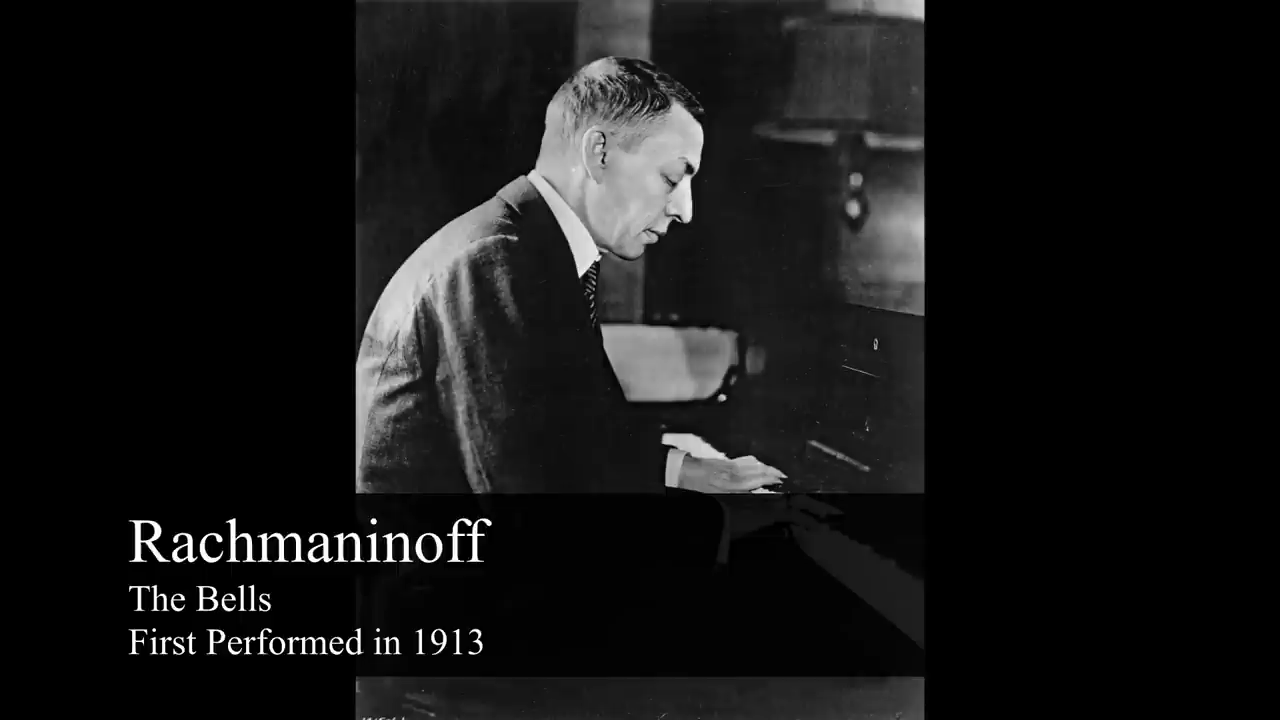 Rachmaninoff
The Bells
First Performed in 1913